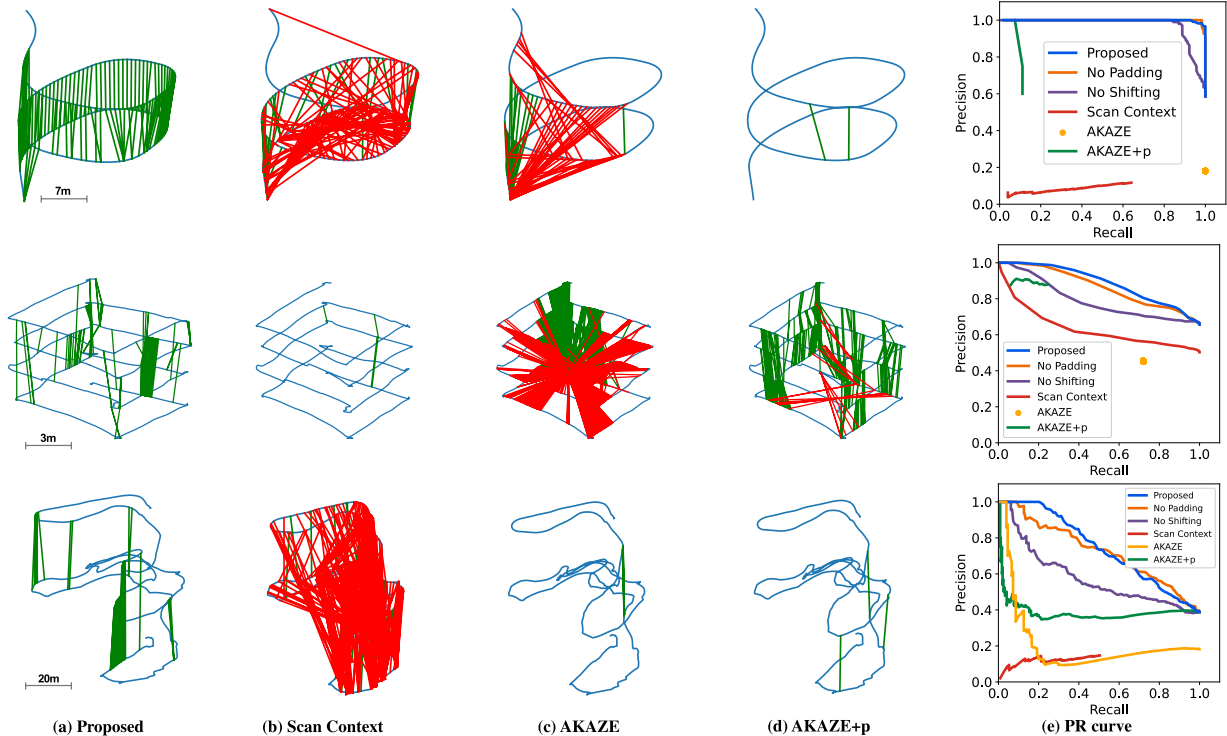 7m
1.0
0.8
0.6
0.4
0.2
0.0
Precision
Proposed
No Padding
No Shifting
Scan Context
AKAZE
AKAZE+p
0.0 0.2 0.4 0.6 0.8 1.0
Recall
3m
1.0
0.8
0.6
0.4
0.2
0.0
Precision
Proposed
No Padding
No Shifting
Scan Context
AKAZE
AKAZE+p
0.0 0.2 0.4 0.6 0.8 1.0
Recall
20m
1.0
0.8
0.6
0.4
0.2
0.0
Precision
Proposed
No Padding
No Shifting
Scan Context
AKAZE
AKAZE+p
0.0 0.2 0.4 0.6 0.8 1.0
Recall
(a) Proposed (b) Scan Context (c) AKAZE (d) AKAZE+p (e) PR curve